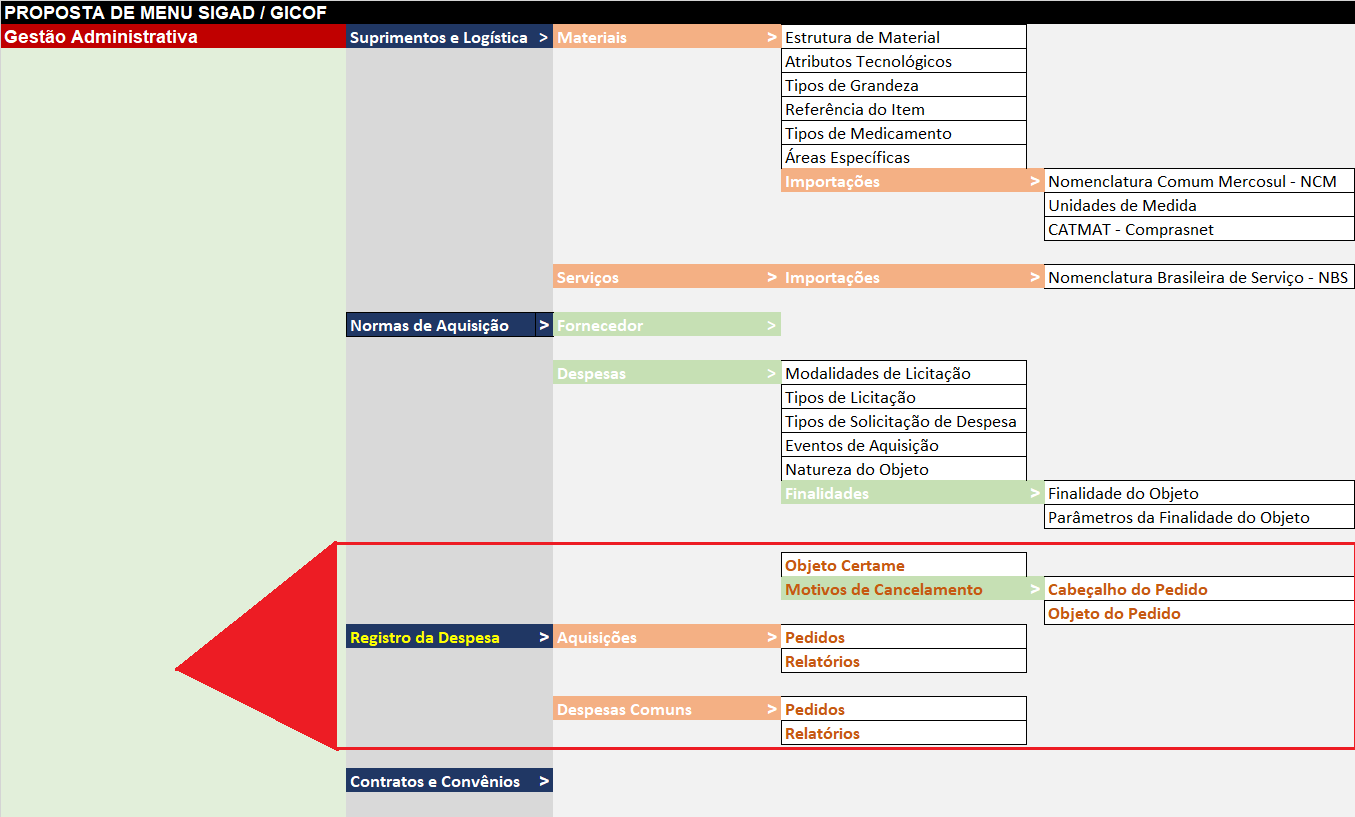 PROPOSTA DE MENU SIGAD / GICOF
Gestão Administrativa Suprimentos e Logística > Materiais > Estrutura de Material
Atributos Tecnológicos
Tipos de Grandeza
Referência do Item
Tipos de Medicamento
Áreas Específicas
Importações > Nomenclatura Comum Mercosul - NCM
Unidades de Medida
CATMAT - Comprasnet
Serviços > Importações > Nomenclatura Brasileira de Serviço - NBS
Normas de Aquisição > Fornecedor >
Despesas > Modalidades de Licitação
Tipos de Licitação
Tipos de Solicitação de Despesa
Eventos de Aquisição
Natureza do Objeto
Finalidades > Finalidade do Objeto
Parâmetros da Finalidade do Objeto
Objeto Certame
Motivos de Cancelamento > Cabeçalho do Pedido
Objeto do Pedido
Registro da Despesa > Aquisições > Pedidos
Relatórios
Despesas Comuns > Pedidos
Relatórios
Contratos e Convênios >